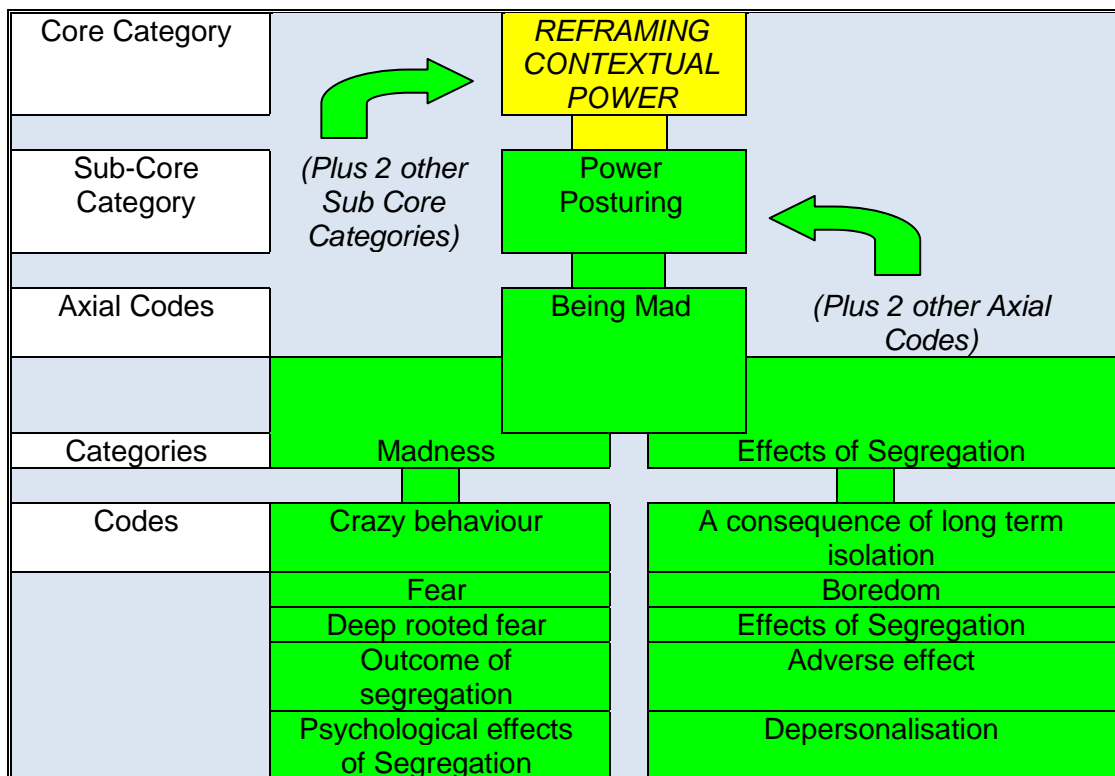 Core Category
REFRAMING
CONTEXTUAL
POWER
Sub-Core
Category
(Plus 2 other
Sub Core
Categories)
Power
Posturing
Axial Codes
Being Mad
(Plus 2 other Axial
Codes)
Categories
Madness
Effects of Segregation
Codes
Crazy behaviour
A consequence of long term
isolation
Fear
Boredom
Deep rooted fear
Effects of Segregation
Outcome of
segregation
Adverse effect
Psychological effects
of Segregation
Depersonalisation